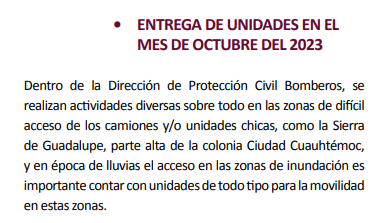 • ENTREGA DE UNIDADES EN EL
MES DE OCTUBRE DEL 2023
Dentro de la Dirección de Protección Civil Bomberos, se
realizan actividades diversas sobre todo en las zonas de difícil
acceso de los camiones y/o unidades chicas, como la Sierra
de Guadalupe, parte alta de la colonia Ciudad Cuauhtémoc,
y en época de lluvias el acceso en las zonas de inundación es
importante contar con unidades de todo tipo para la movilidad
en estas zonas.